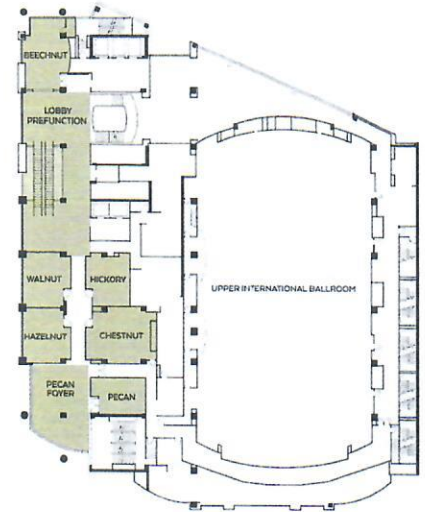 BEECHNUT
LOBBY
PREFUNCTION
WALNUT
HICKORY
UPPER INTERNATIONAL BALLROOM
HAZELNUT
CHESTNUT
PECAN
FOYER
PECAN